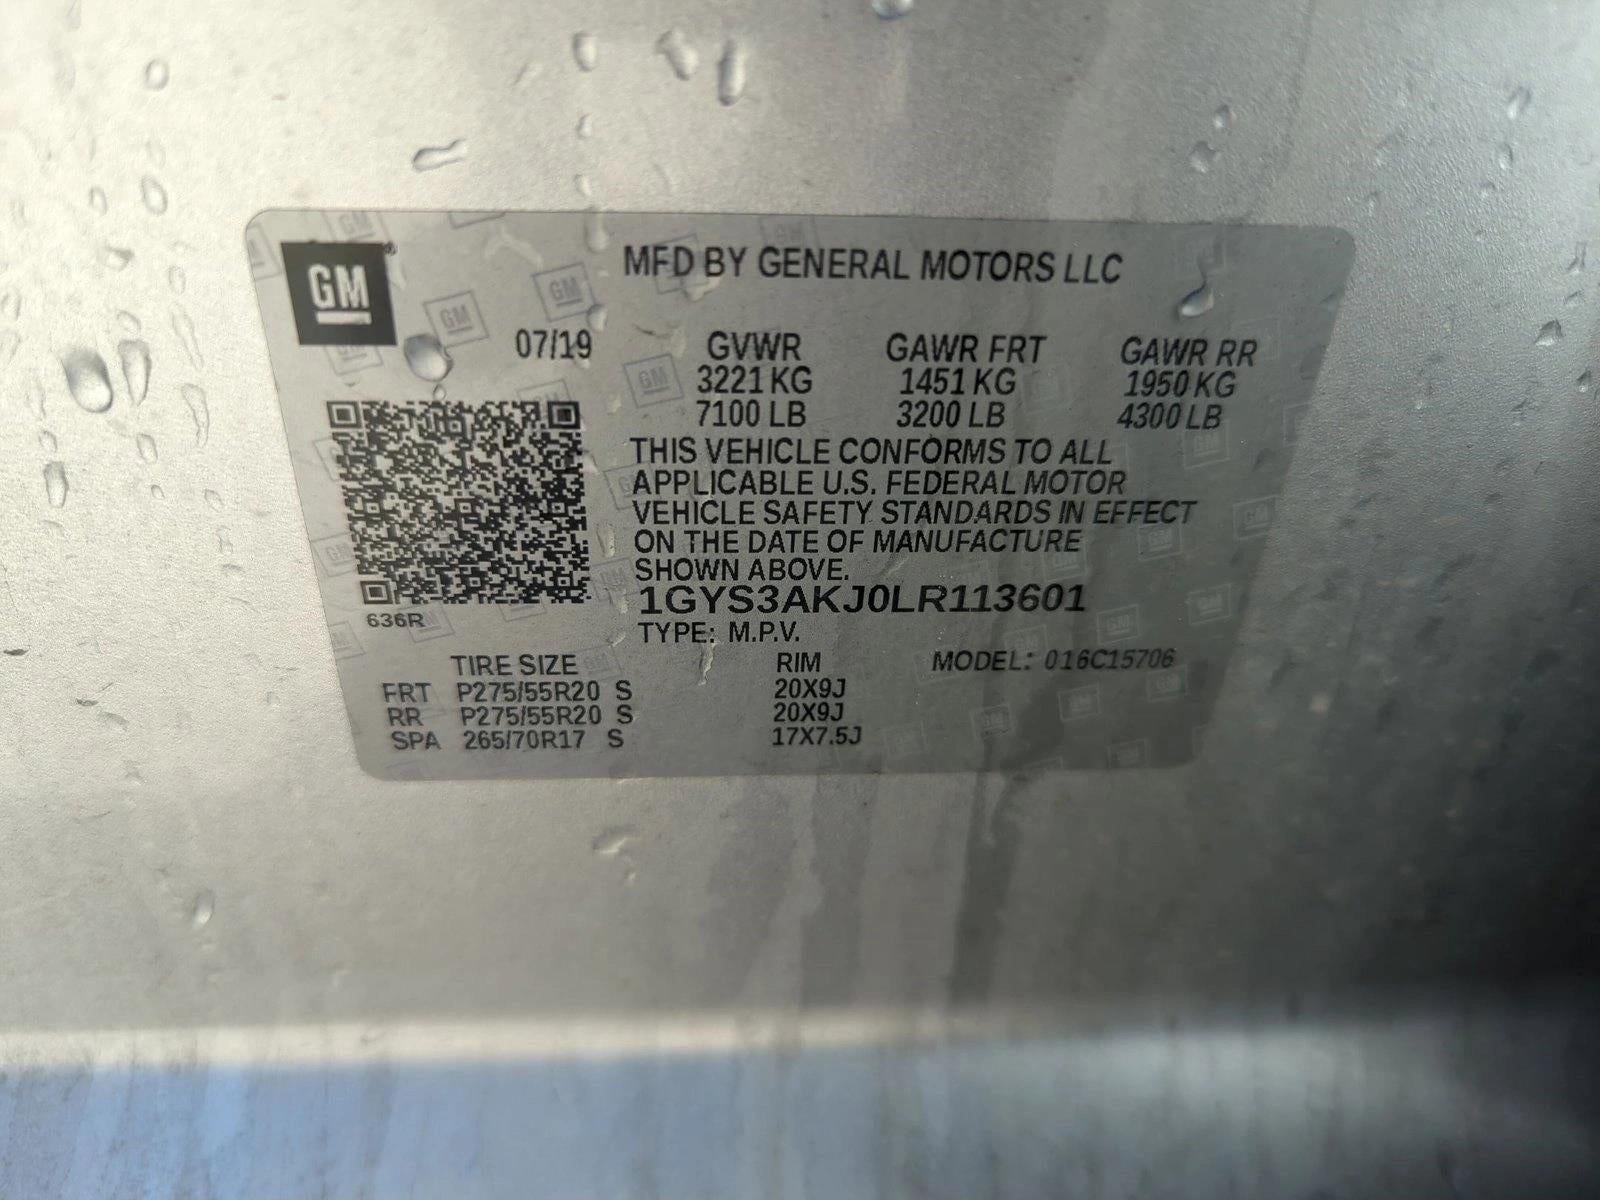 GM
MFD BY GENERAL MOTORS LLC
07/19 GVWR GAWR FRT GAWR RR
3221 KG 1451 KG 1950 KG
7100 LB 3200 LB 4300 LB
THIS VEHICLE CONFORMS TO ALL
APPLICABLE U.S. FEDERAL MOTOR
VEHICLE SAFETY STANDARDS IN EFFECT
ON THE DATE OF MANUFACTURE
SHOWN ABOVE.
1GYS3AKJ0LR113601
636R
TYPE: M.P.V.
TIRE SIZE RIM MODEL: 016C15706
FRT P275/55R20 S 20X9J
RR P275/55R20 S 20X9J
SPA 265/70R17 S 17X7.5J